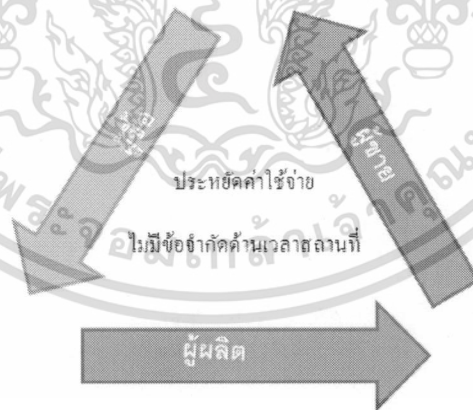 ผู้ซื้อ
ผู้ขาย
ประหยัดค่าใช้จ่าย
ไม่มีข้อจำกัดด้านเวลาสถานที่
ผู้ผลิต